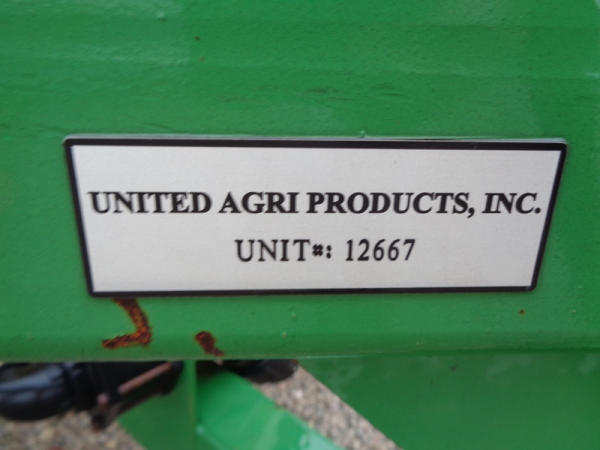 UNITED AGRI PRODUCTS, INC.
UNIT#: 12667